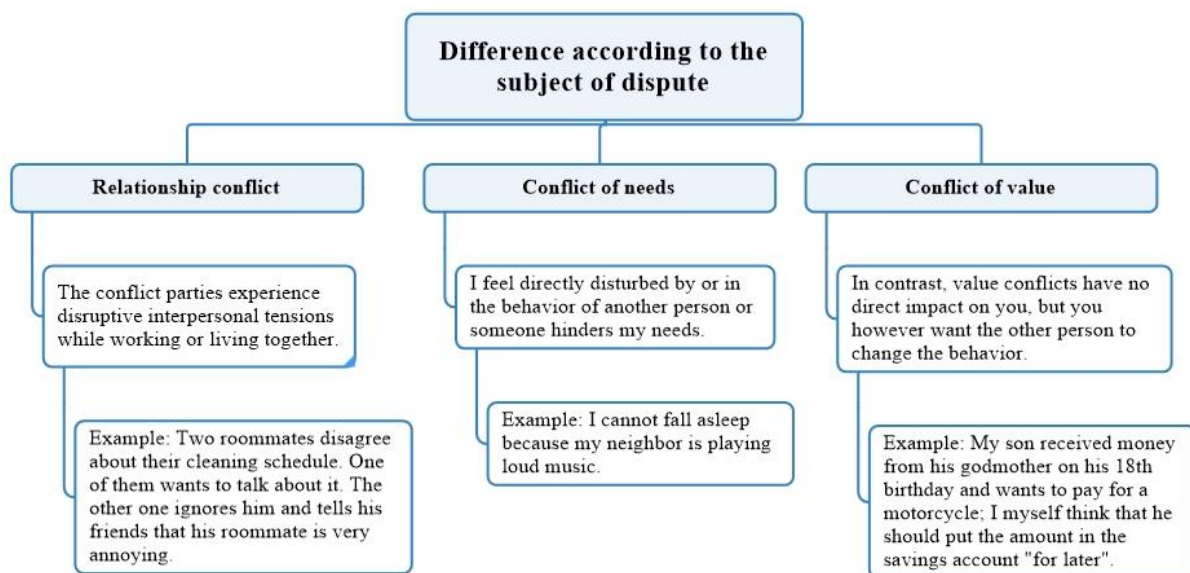 Difference according to the
subject of dispute
Relationship conflict
The conflict parties experience
disruptive interpersonal tensions
while working or living together.
Example: Two roommates disagree
about their cleaning schedule. One
of them wants to talk about it. The
other one ignores him and tells his
friends that his roommate is very
annoying.
Conflict of needs
I feel directly disturbed by or in
the behavior of another person or
someone hinders my needs.
Example: I cannot fall asleep
because my neighbor is playing
loud music.
Conflict of value
In contrast, value conflicts have no
direct impact on you, but you
however want the other person to
change the behavior.
Example: My son received money
from his godmother on his 18th
birthday and wants to pay for a
motorcycle; I myself think that he
should put the amount in the
savings account "for later".